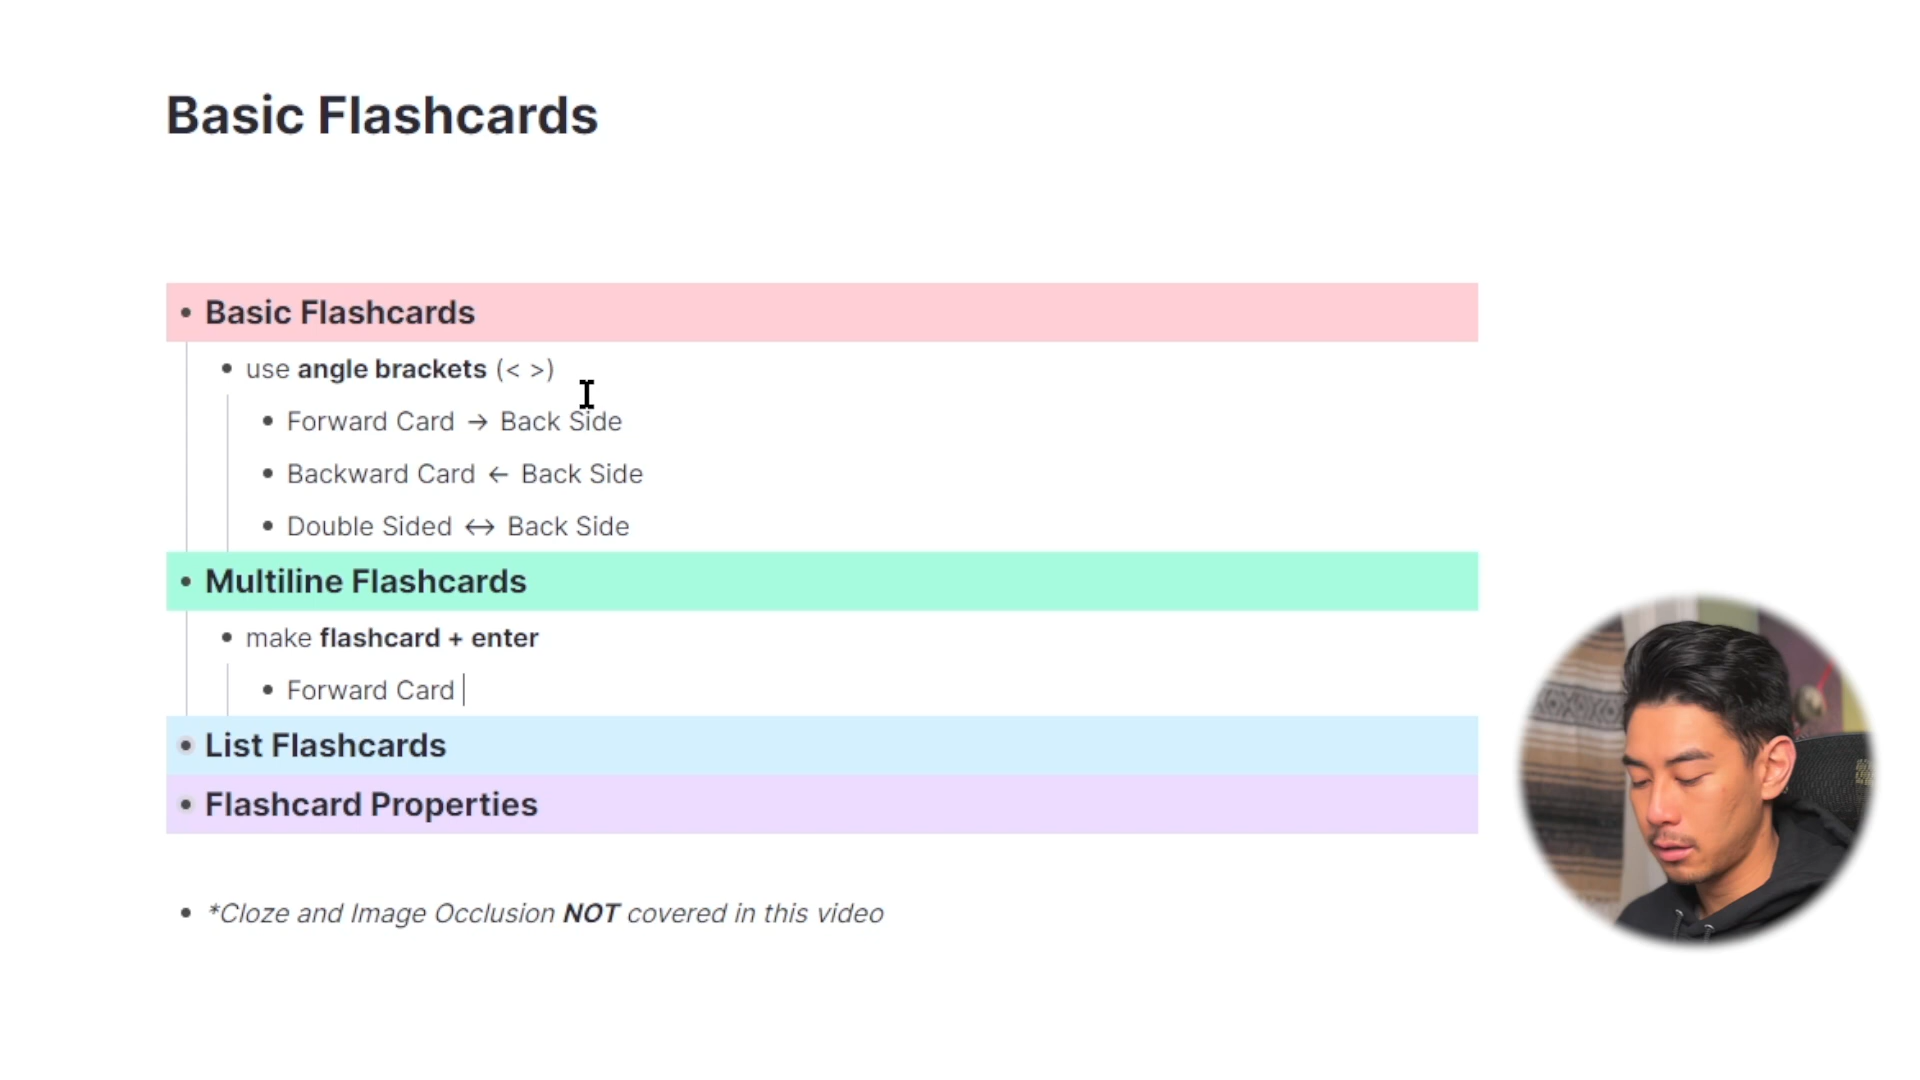 Basic Flashcards
• Basic Flashcards
• use angle brackets (< >)
• Forward Card → Back Side
• Backward Card ← Back Side
• Double Sided ↔ Back Side
• Multiline Flashcards
• make flashcard + enter
• Forward Card
• List Flashcards
• Flashcard Properties
• *Cloze and Image Occlusion NOT covered in this video